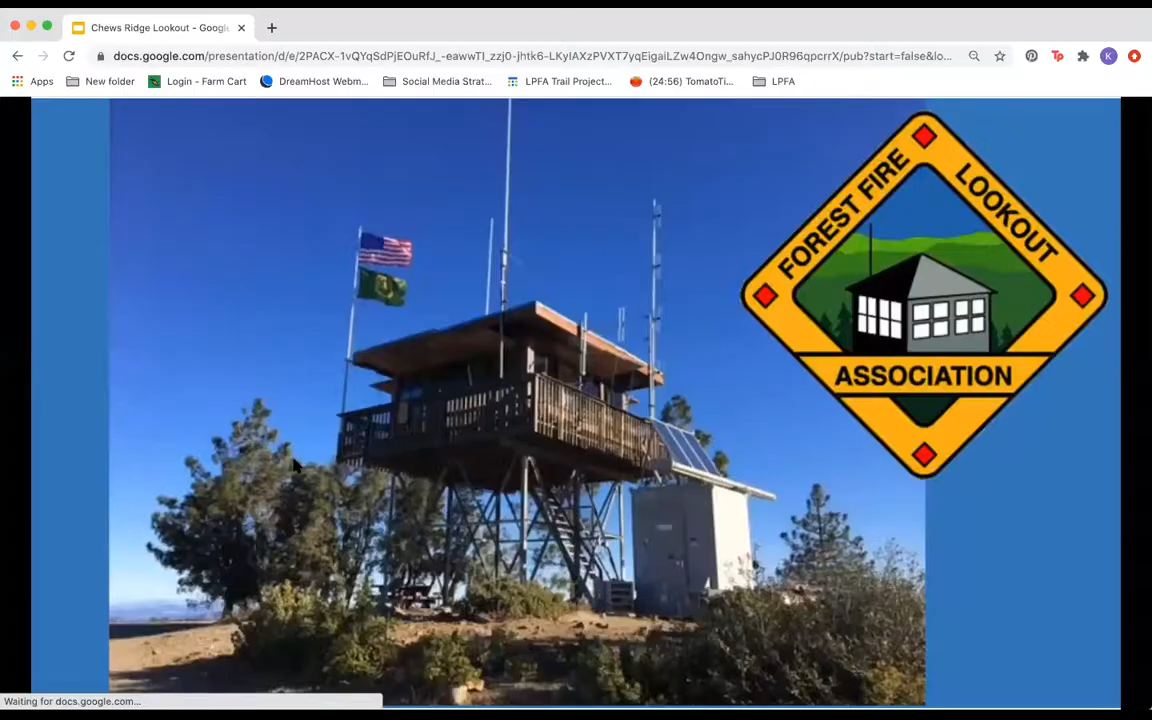 Chews Ridge Lookout - Google
docs.google.com/presentation/d/e/2PACX-1vQYqSdPjEOuRfJ_-eawwTI_zzj0-jhtk6-LKyIAXzPVXT7yqEigaiLZw4Ongw_sahycPJ0R96qpcrrX/pub?start=false&lo...
K
Apps New folder Login - Farm Cart DreamHost Webm... Social Media Strat... LPFA Trail Project... (24:56) TomatoTi... LPFA
FOREST FIRE
LOOKOUT
ASSOCIATION
Waiting for docs.google.com...